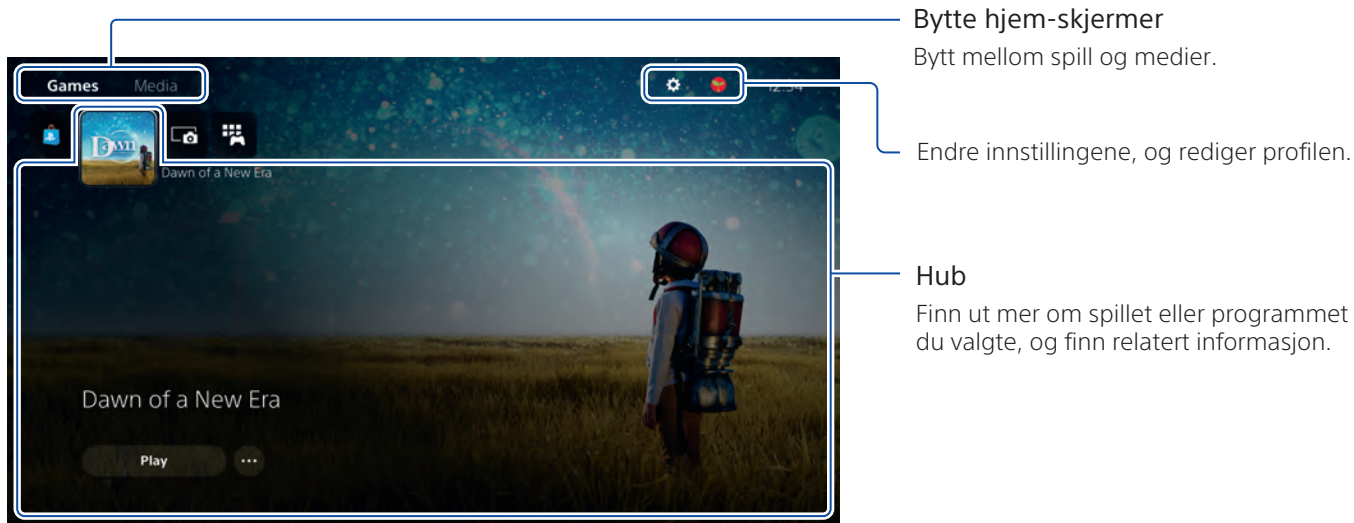 Bytte hjem-skjermer
Bytt mellom spill og medier.
Games Media
12:34
Dawn
Dawn of a New Era
Endre innstillingene, og rediger profilen.
Hub
Finn ut mer om spillet eller programmet
du valgte, og finn relatert informasjon.
Dawn of a New Era
Play